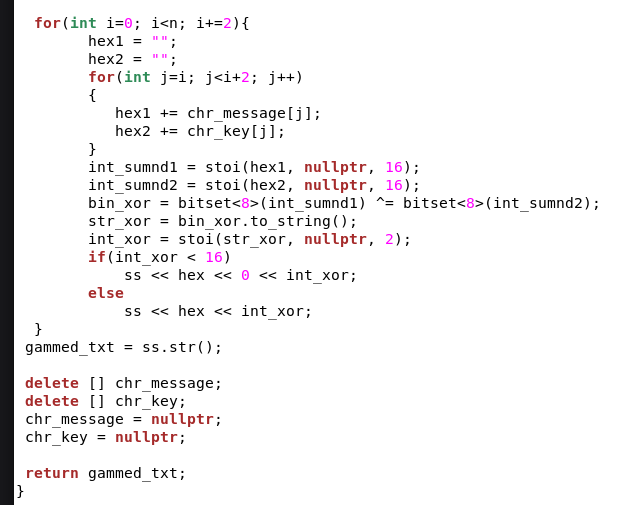 for(int i=0; i<n; i+=2){
hex1 = "";
hex2 = "";
for(int j=i; j<i+2; j++)
{
hex1 += chr_message[j];
hex2 += chr_key[j];
}
int_sumnd1 = stoi(hex1, nullptr, 16);
int_sumnd2 = stoi(hex2, nullptr, 16);
bin_xor = bitset<8>(int_sumnd1) ^= bitset<8>(int_sumnd2);
str_xor = bin_xor.to_string();
int_xor = stoi(str_xor, nullptr, 2);
if(int_xor < 16)
ss << hex << 0 << int_xor;
else
ss << hex << int_xor;
}
gammed_txt = ss.str();
delete [] chr_message;
delete [] chr_key;
chr_message = nullptr;
chr_key = nullptr;
return gammed_txt;
}